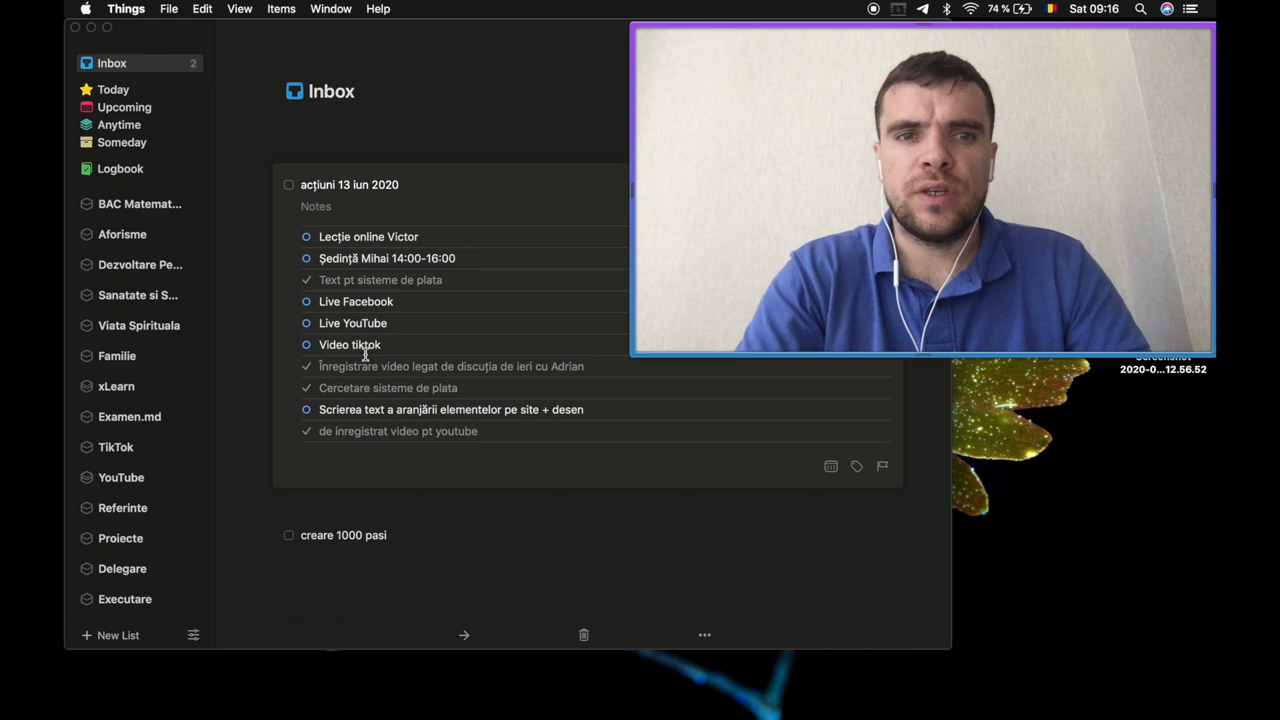 Things File Edit View Items Window Help 74 % Sat 09:16
Inbox 2
Today
Upcoming
Anytime
Someday
Logbook
BAC Matemat...
Aforisme
Dezvoltare Pe...
Sanatate si S...
Viata Spirituala
Familie
xLearn
Examen.md
TikTok
YouTube
Referinte
Proiecte
Delegare
Executare
New List
Inbox
acțiuni 13 iun 2020
Notes
Lecție online Victor
Ședință Mihai 14:00-16:00
Text pt sisteme de plata
Live Facebook
Live YouTube
Video tiktok
Înregistrare video legat de discuția de ieri cu Adrian
Cercetare sisteme de plata
Scrierea text a aranjării elementelor pe site + desen
de inregistrat video pt youtube
creare 1000 pasi
Screenshot
2020-0...12.56.52